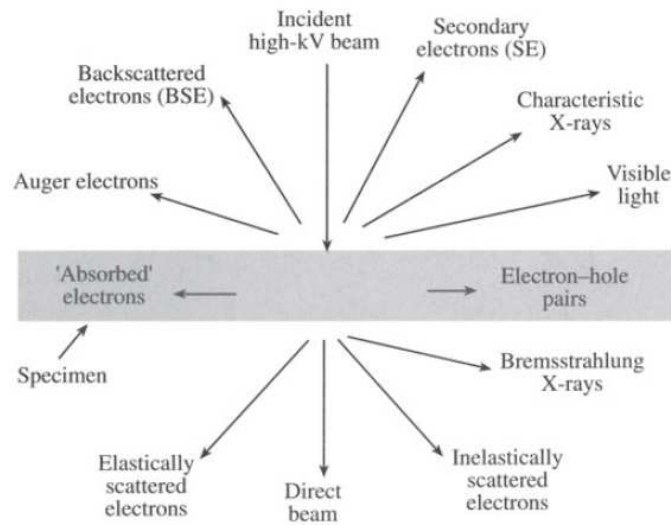 Incident
high-kV beam
Secondary
electrons (SE)
Backscattered
electrons (BSE)
Characteristic
X-rays
Auger electrons
Visible
light
'Absorbed'
electrons
Electron–hole
pairs
Specimen
Bremsstrahlung
X-rays
Elastically
scattered
electrons
Direct
beam
Inelastically
scattered
electrons